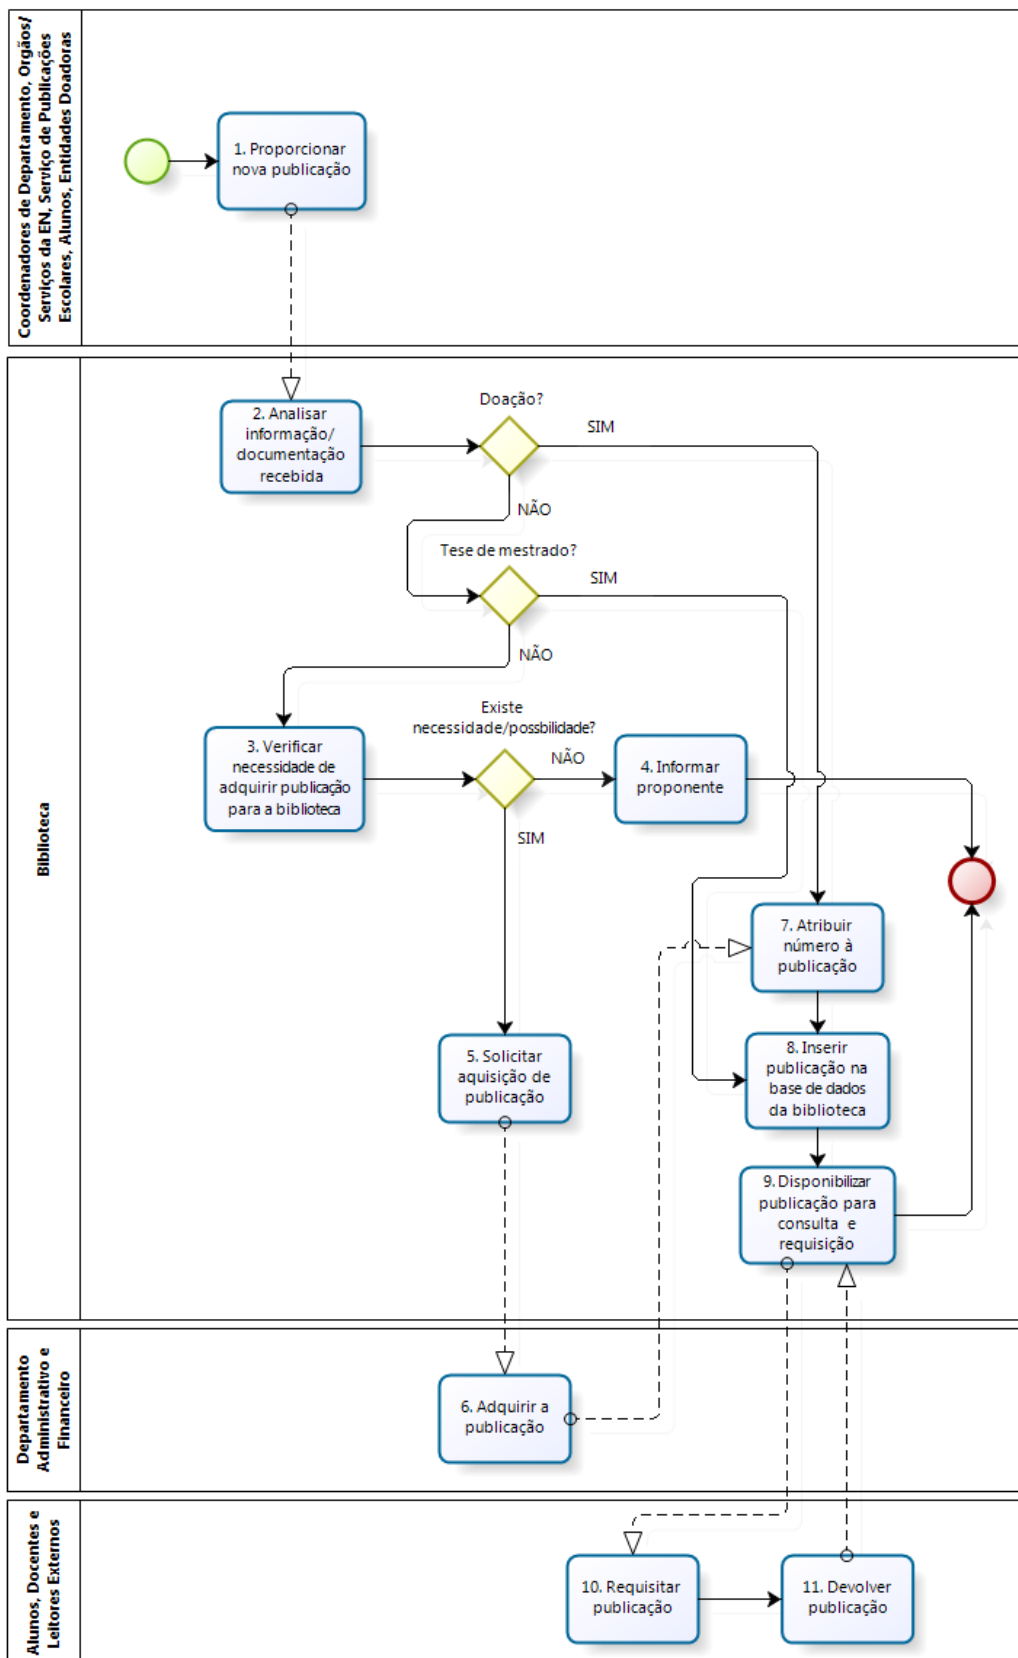 Coordenadores de Departamento, Orgãos/
Serviços da EN, Serviço de Publicações
Escolares, Alunos, Entidades Doadoras
1. Proporcionar
nova publicação
Biblioteca
2. Analisar
informação/
documentação
recebida
Doação?
SIM
NÃO
Tese de mestrado?
SIM
NÃO
3. Verificar
necessidade de
adquirir publicação
para a biblioteca
Existe
necessidade/possbilidade?
NÃO
SIM
4. Informar
proponente
7. Atribuir
número à
publicação
5. Solicitar
aquisição de
publicação
8. Inserir
publicação na
base de dados
da biblioteca
9. Disponibilizar
publicação para
consulta e
requisição
Departamento
Administrativo e
Financeiro
6. Adquirir a
publicação
Alunos, Docentes e
Leitores Externos
10. Requisitar
publicação
11. Devolver
publicação